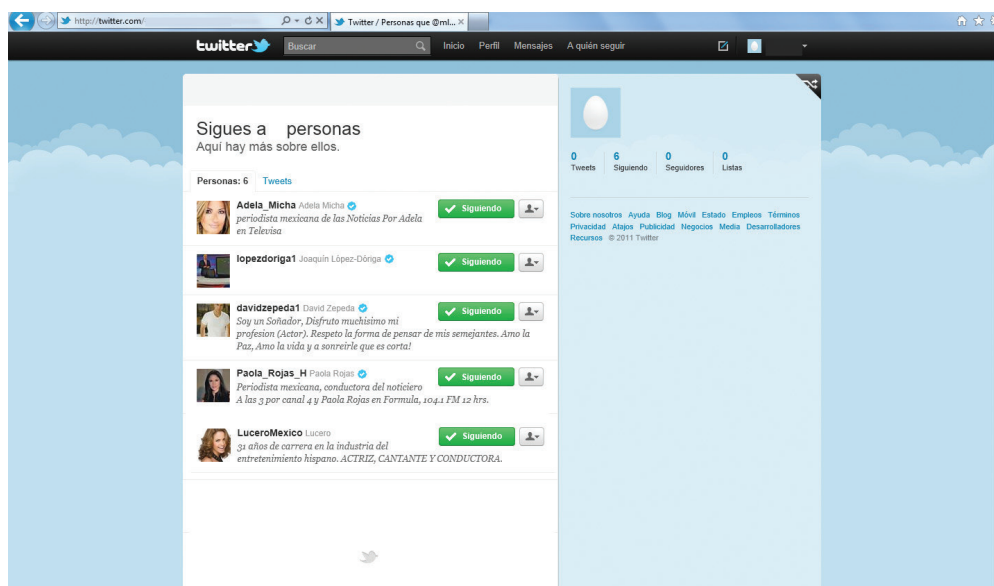 http://twitter.com/
Twitter / Personas que @ml...
twitter
Buscar
Inicio Perfil Mensajes A quién seguir
Sigues a personas
Aquí hay más sobre ellos.
Personas: 6 Tweets
Adela_Micha Adela Micha
periodista mexicana de las Noticias Por Adela
en Televisa
Siguiendo
lopezdoriga1 Joaquín López-Dóriga
Siguiendo
davidzepeda1 David Zepeda
Soy un Soñador, Disfruto muchisimo mi
profesion (Actor). Respeto la forma de pensar de mis semejantes. Amo la
Paz, Amo la vida y a sonreirle que es corta!
Siguiendo
Paola_Rojas_H Paola Rojas
Periodista mexicana, conductora del noticiero
A las 3 por canal 4 y Paola Rojas en Formula, 104.1 FM 12 hrs.
Siguiendo
LuceroMexico Lucero
31 años de carrera en la industria del
entretenimiento hispano. ACTRIZ, CANTANTE Y CONDUCTORA.
Siguiendo
0 6 0 0
Tweets Siguiendo Seguidores Listas
Sobre nosotros Ayuda Blog Móvil Estado Empleos Términos
Privacidad Atajos Publicidad Negocios Media Desarrolladores
Recursos © 2011 Twitter